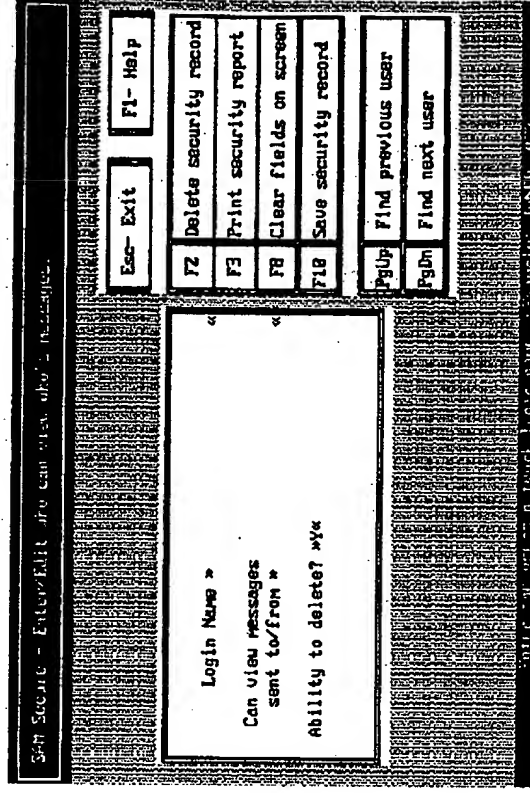 SAM Secure - Enter/Edit who can view who's messages.
Esc- Exit
F1- Help
Login Name » «
Can view messages
sent to/from » «
Ability to delete? »Y«
F2 Delete security record
F3 Print security report
F8 Clear fields on screen
F10 Save security record
PgUp Find previous user
PgDn Find next user